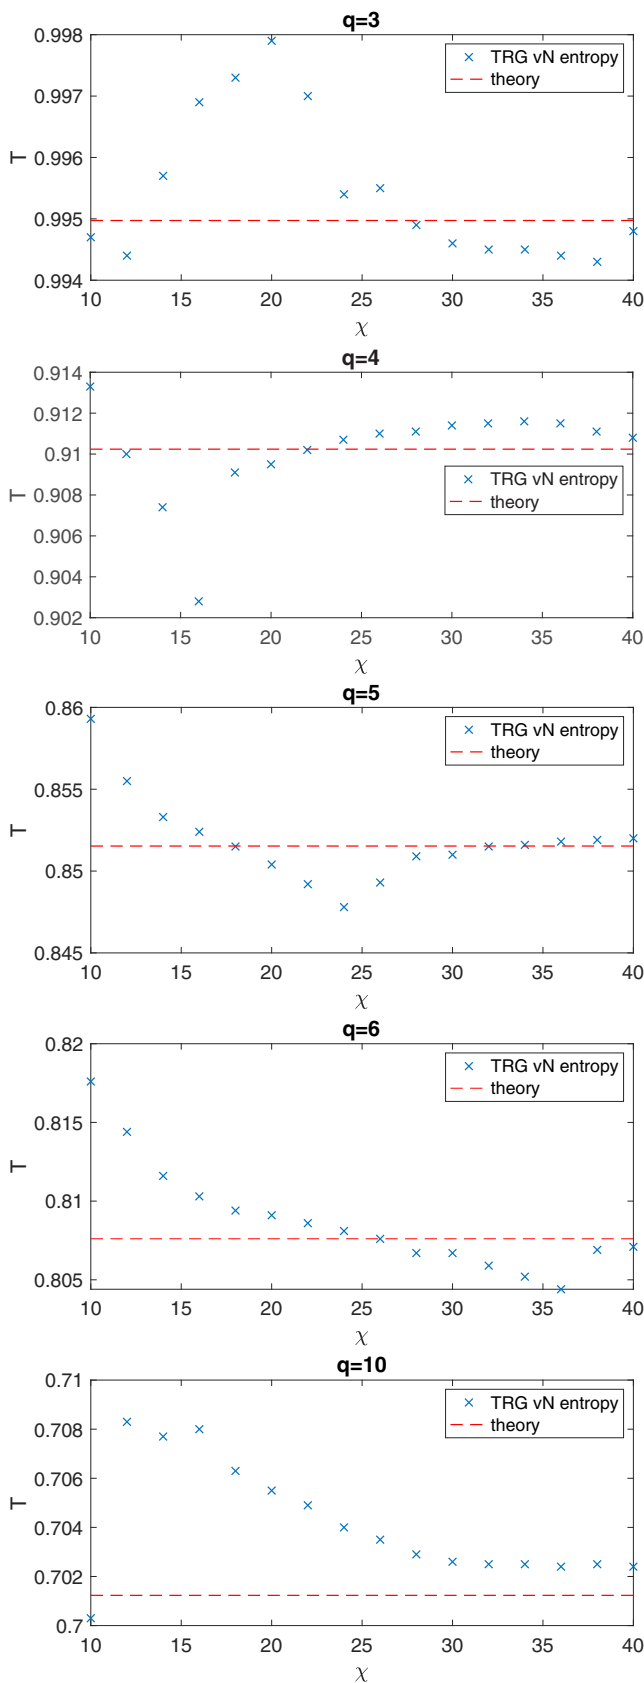 q=3
0.998
0.997
0.996
0.995
0.994
T
TRG vN entropy
theory
10 15 20 25 30 35 40
χ
q=4
0.914
0.912
0.91
0.908
0.906
0.904
0.902
T
TRG vN entropy
theory
10 15 20 25 30 35 40
χ
q=5
0.86
0.855
0.85
0.845
T
TRG vN entropy
theory
10 15 20 25 30 35 40
χ
q=6
0.82
0.815
0.81
0.805
T
TRG vN entropy
theory
10 15 20 25 30 35 40
χ
q=10
0.71
0.708
0.706
0.704
0.702
0.7
T
TRG vN entropy
theory
10 15 20 25 30 35 40
χ